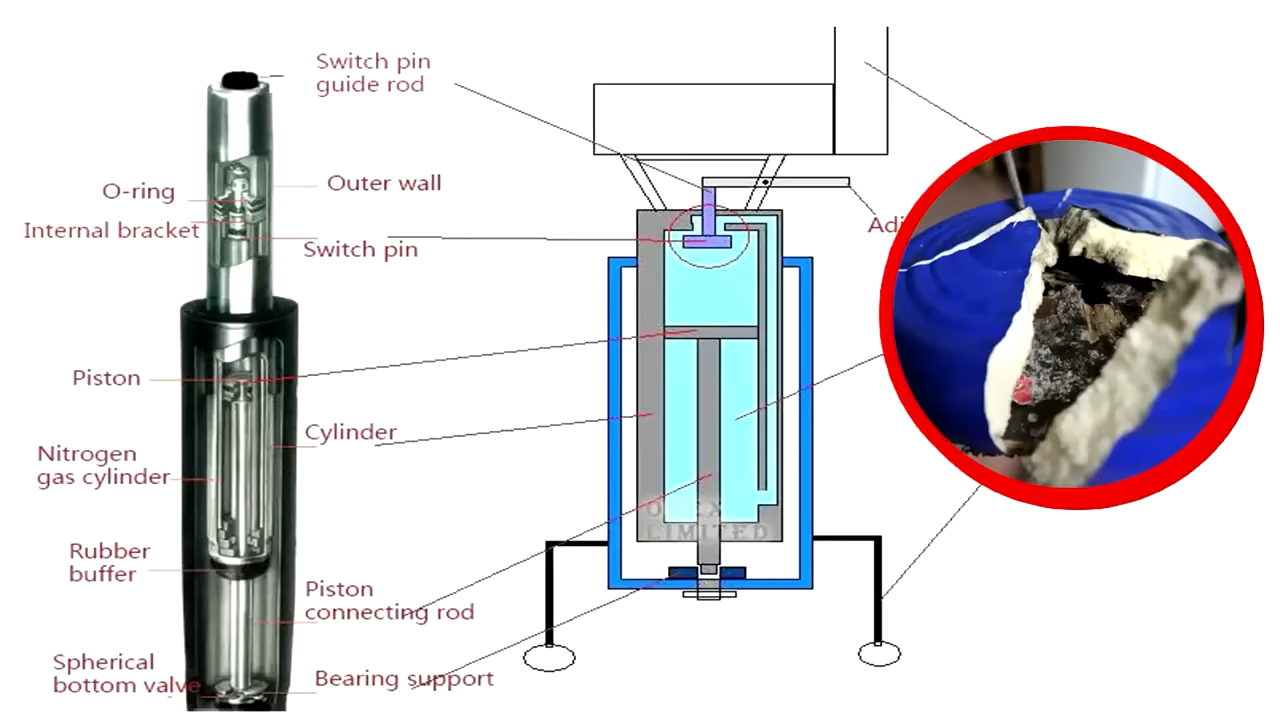 Switch pin
guide rod
O-ring
Outer wall
Internal bracket
Switch pin
Adj
Piston
Cylinder
Nitrogen
gas cylinder
Rubber
buffer
Piston
connecting rod
Spherical
bottom valve
Bearing support
LIMITED